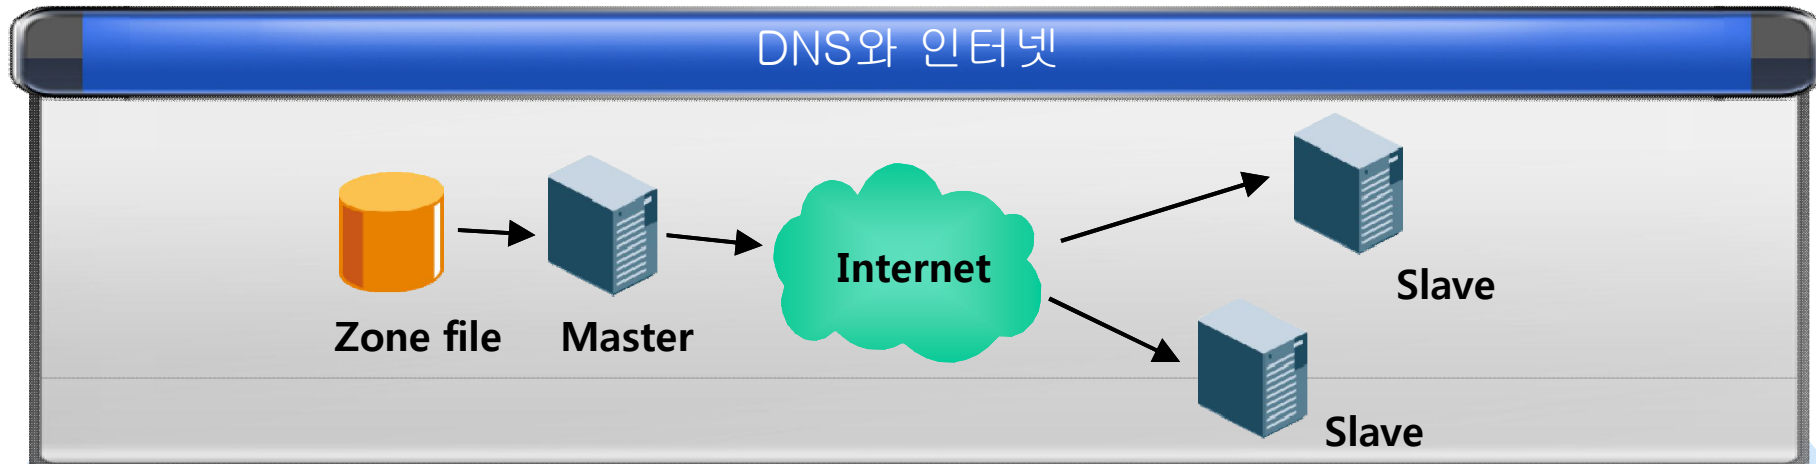 DNS와 인터넷
Zone file
Master
Internet
Slave
Slave